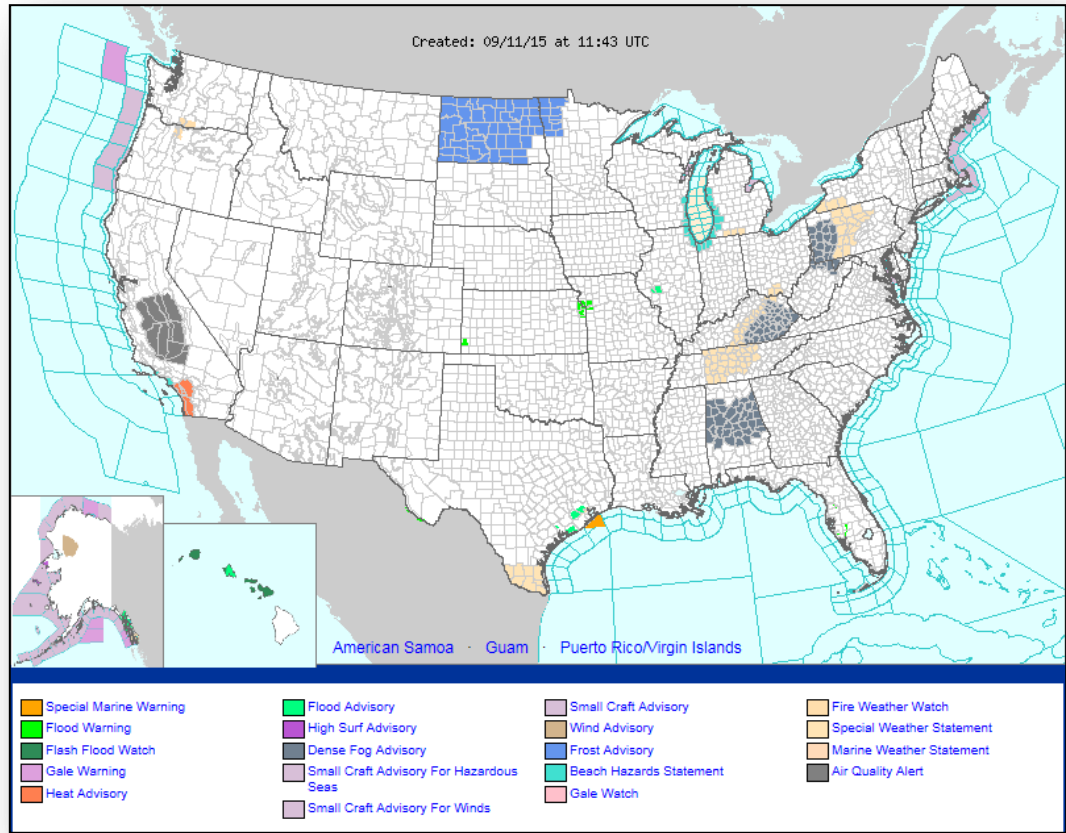 Created: 09/11/15 at 11:43 UTC
American Samoa · Guam · Puerto Rico/Virgin Islands
Special Marine Warning
Flood Warning
Flash Flood Watch
Gale Warning
Heat Advisory
Flood Advisory
High Surf Advisory
Dense Fog Advisory
Small Craft Advisory For Hazardous
Seas
Small Craft Advisory For Winds
Small Craft Advisory
Wind Advisory
Frost Advisory
Beach Hazards Statement
Gale Watch
Fire Weather Watch
Special Weather Statement
Marine Weather Statement
Air Quality Alert